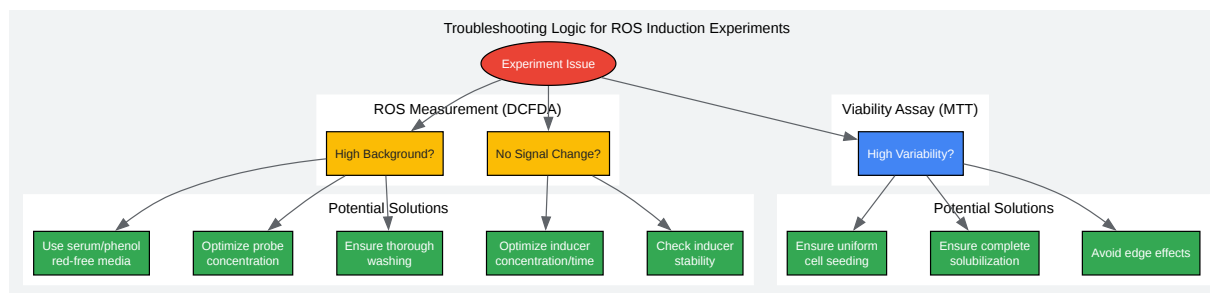 Troubleshooting Logic for ROS Induction Experiments
Experiment Issue
ROS Measurement (DCFDA)
Viability Assay (MTT)
High Background?
No Signal Change?
High Variability?
Potential Solutions
Potential Solutions
Use serum/phenol
red-free media
Optimize probe
concentration
Ensure thorough
washing
Optimize inducer
concentration/time
Check inducer
stability
Ensure uniform
cell seeding
Ensure complete
solubilization
Avoid edge effects